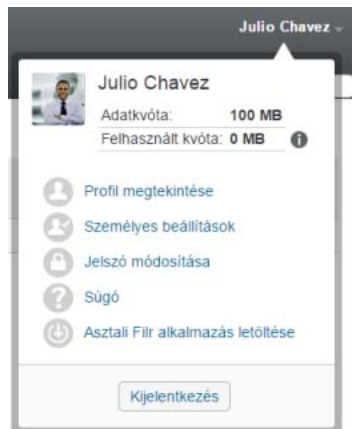 Julio Chavez
Julio Chavez
Adatkvóta: 100 MB
Felhasznált kvóta: 0 MB
Profil megtekintése
Személyes beállítások
Jelszó módosítása
Súgó
Asztali Filr alkalmazás letöltése
Kijelentkezés